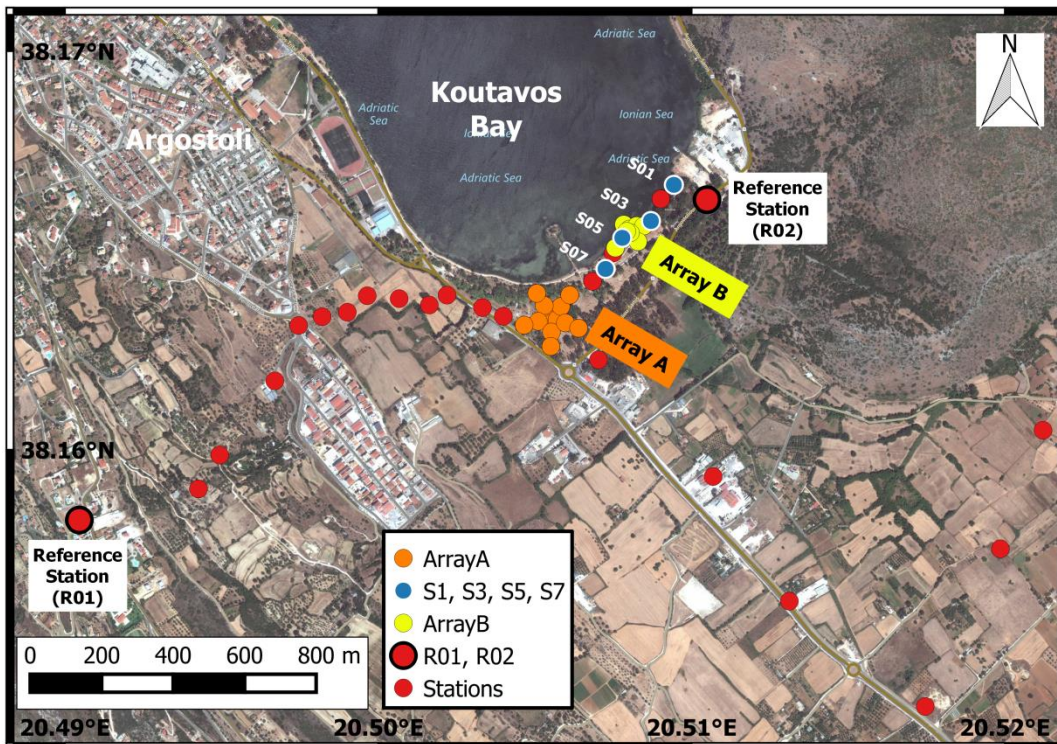 38.17°N
Adriatic Sea
N
Koutavos
Bay
Adriatic
Sea
Ionian Sea
Ionian Sea
Argostoli
Adriatic Sea
Adriatic Sea
S01
Reference
Station
(R02)
S03
S05
S07
Array B
Array A
38.16°N
Reference
Station
(R01)
ArrayA
S1, S3, S5, S7
ArrayB
R01, R02
Stations
0 200 400 600 800 m
20.49°E 20.50°E 20.51°E 20.52°E